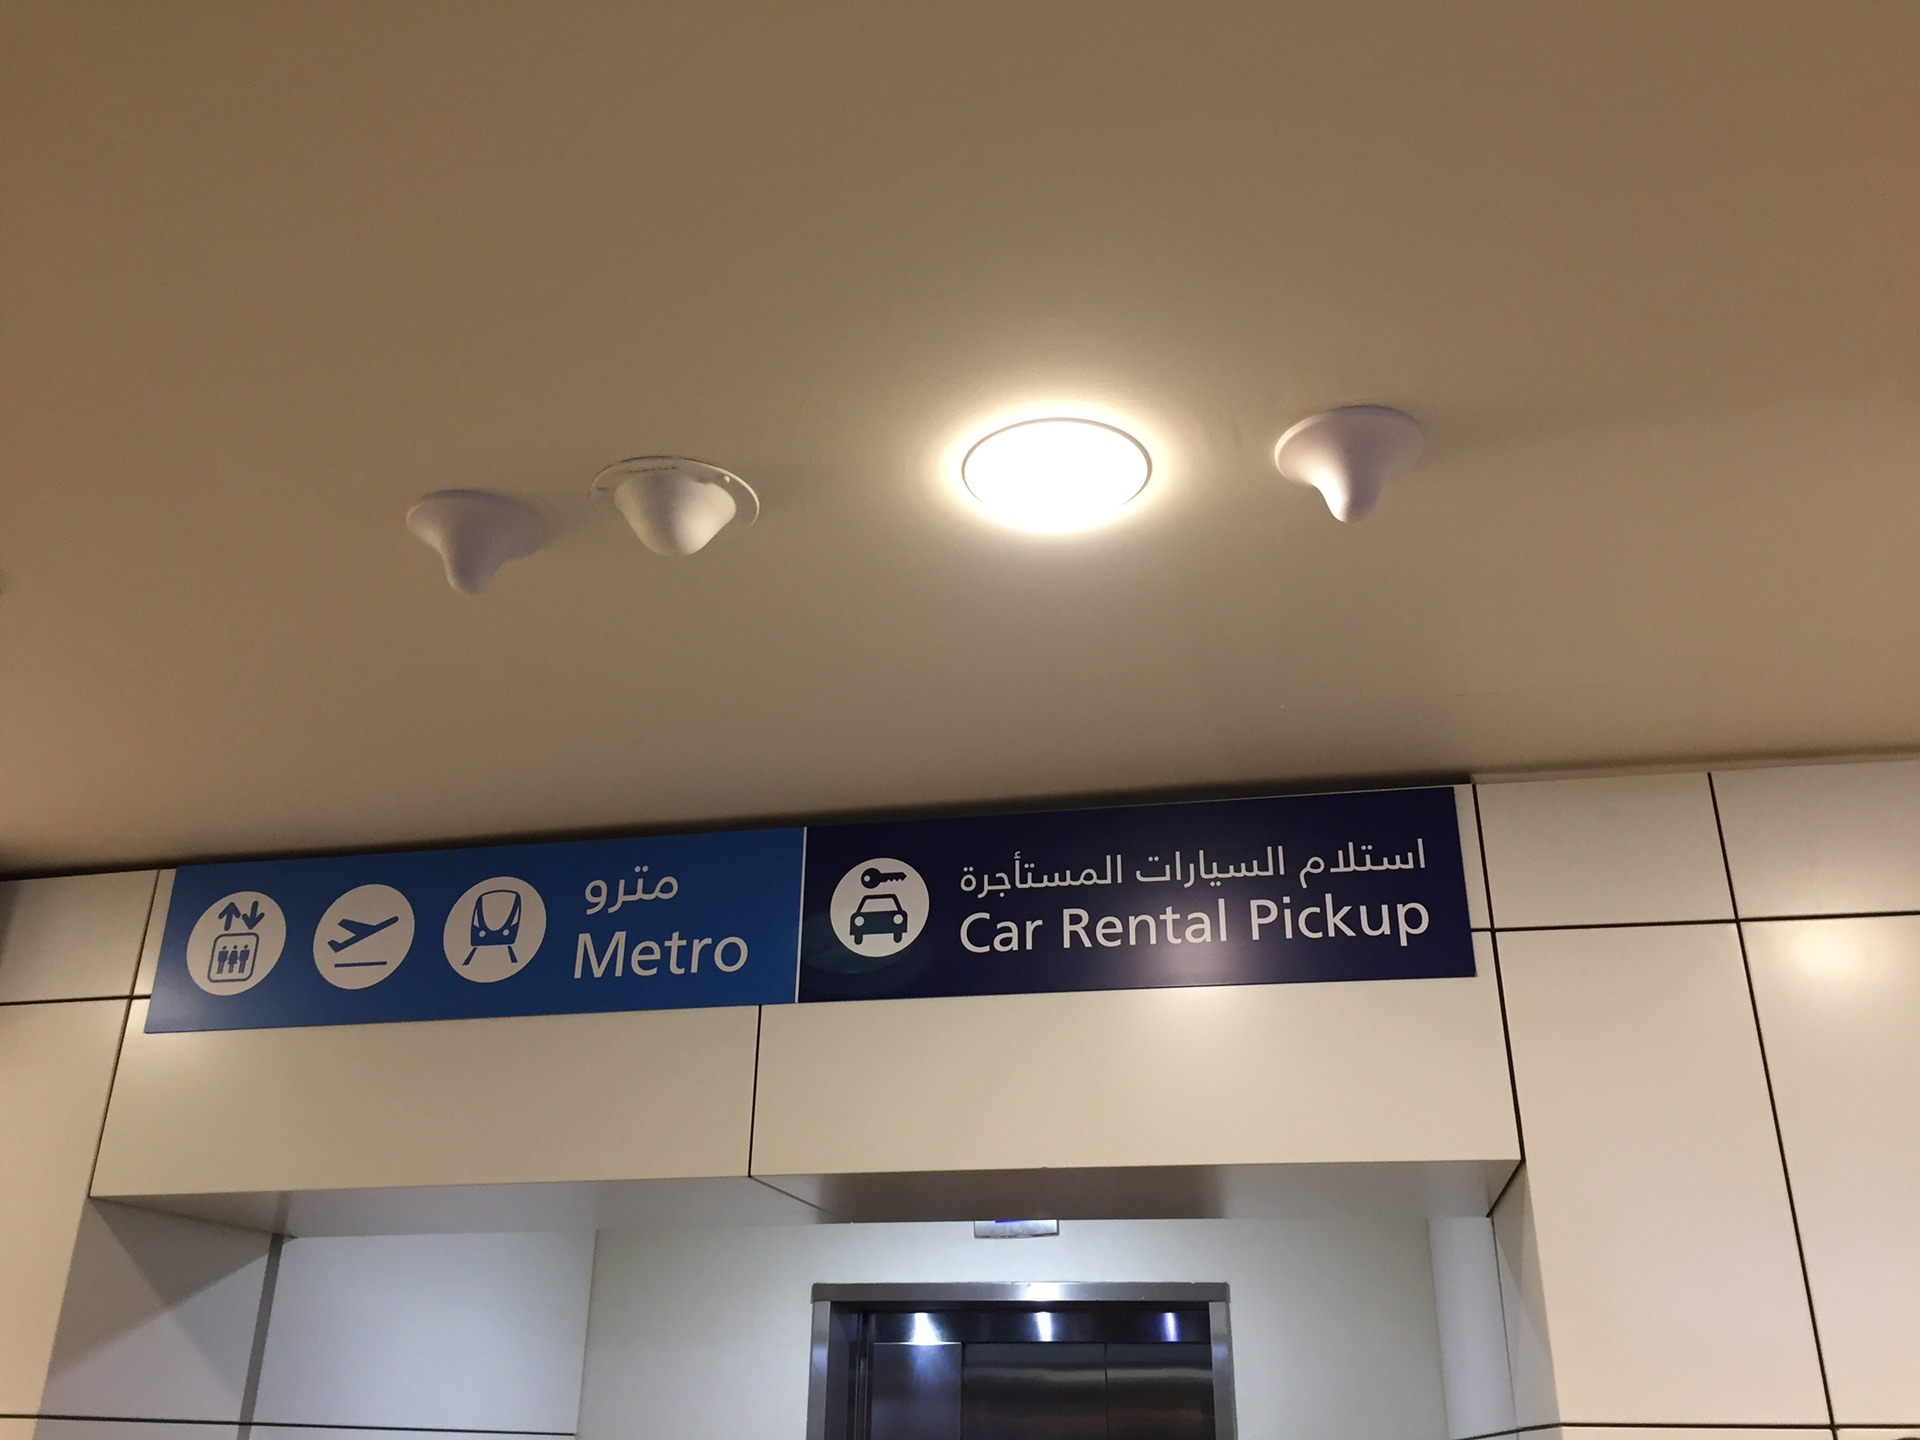 مترو
Metro
استلام السيارات المستأجرة
Car Rental Pickup